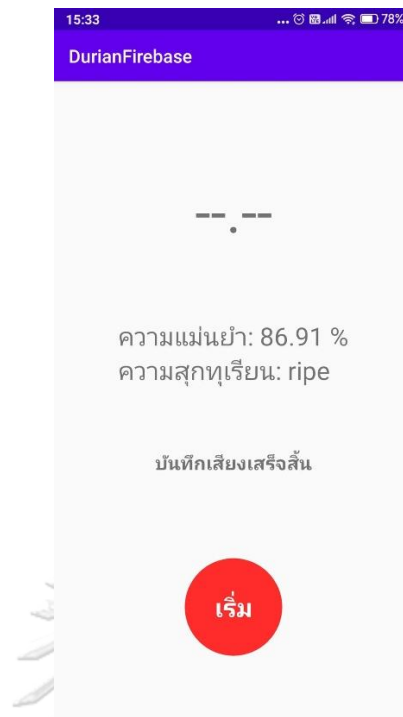 15:33 ... 78%
DurianFirebase
--.--
ความแม่นยำ: 86.91 %
ความสุกทุเรียน: ripe
บันทึกเสียงเสร็จสิ้น
เริ่ม